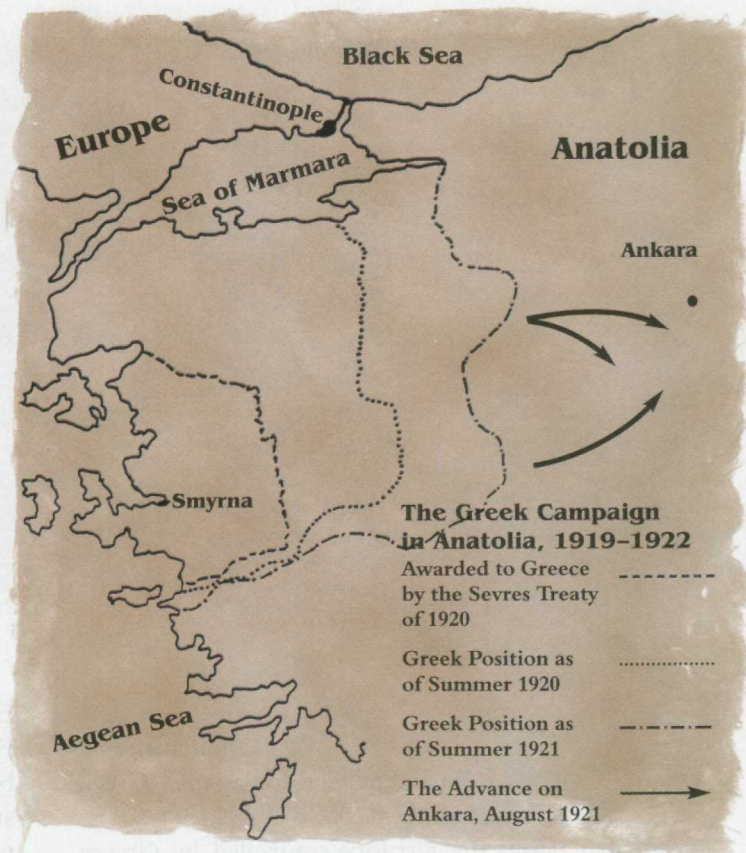 Black Sea
Constantinople
Europe
Anatolia
Sea of Marmara
Ankara
Smyrna
The Greek Campaign
in Anatolia, 1919–1922
Awarded to Greece
by the Sevres Treaty
of 1920
Greek Position as
of Summer 1920
Aegean Sea
Greek Position as
of Summer 1921
The Advance on
Ankara, August 1921